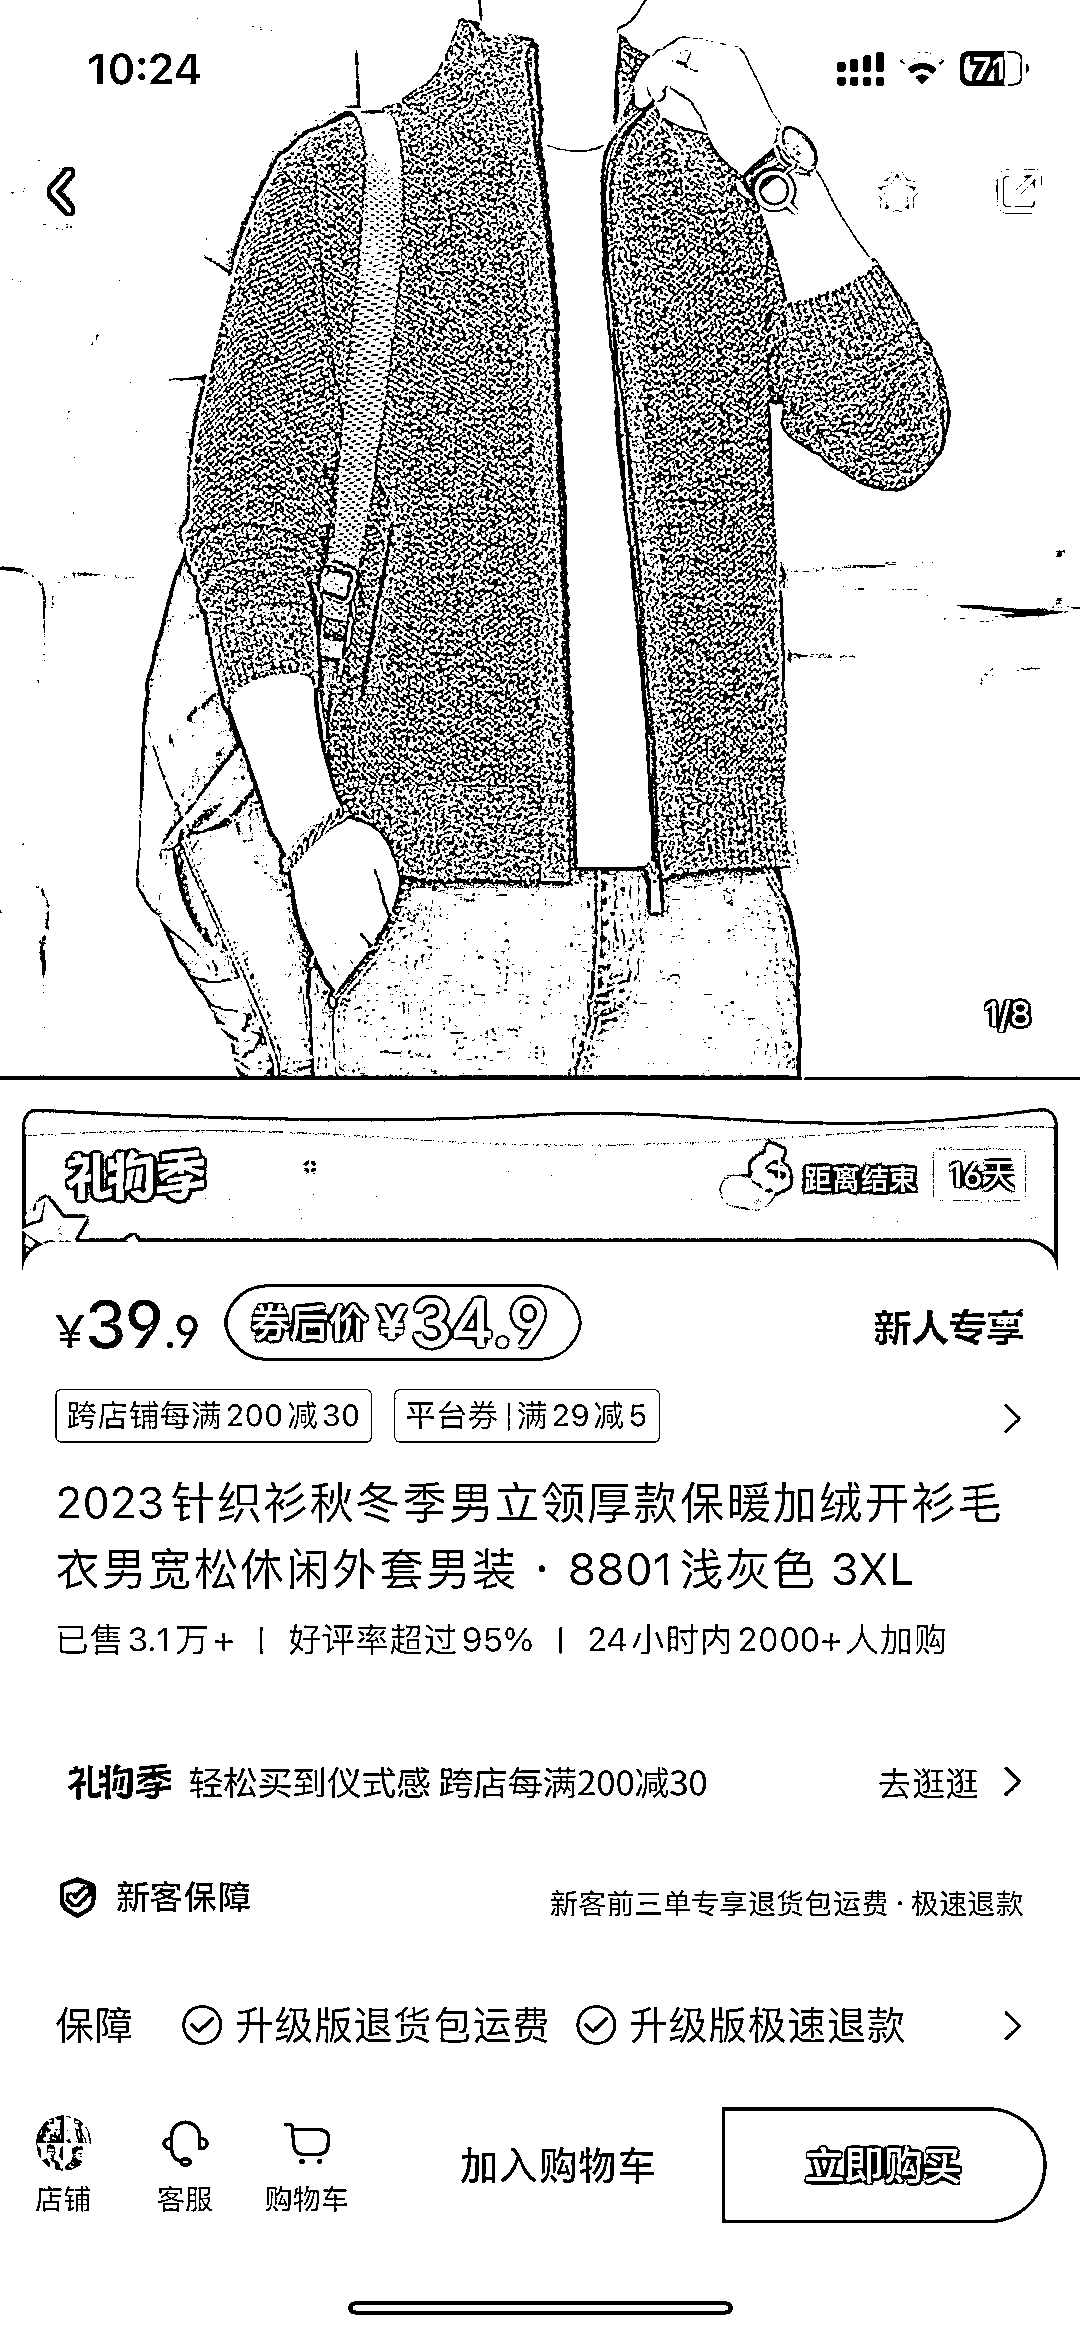 10:24
71
1/8
礼物季
距离结束 16天
¥39.9 券后价 ¥34.9 新人专享
跨店铺每满200减30 平台券|满29减5
2023针织衫秋冬季男立领厚款保暖加绒开衫毛
衣男宽松休闲外套男装 · 8801浅灰色 3XL
已售3.1万+ | 好评率超过95% | 24小时内2000+人加购
礼物季 轻松买到仪式感 跨店每满200减30 去逛逛
新客保障 新客前三单专享退货包运费 · 极速退款
保障 升级版退货包运费 升级版极速退款
店铺 客服 购物车 加入购物车 立即购买